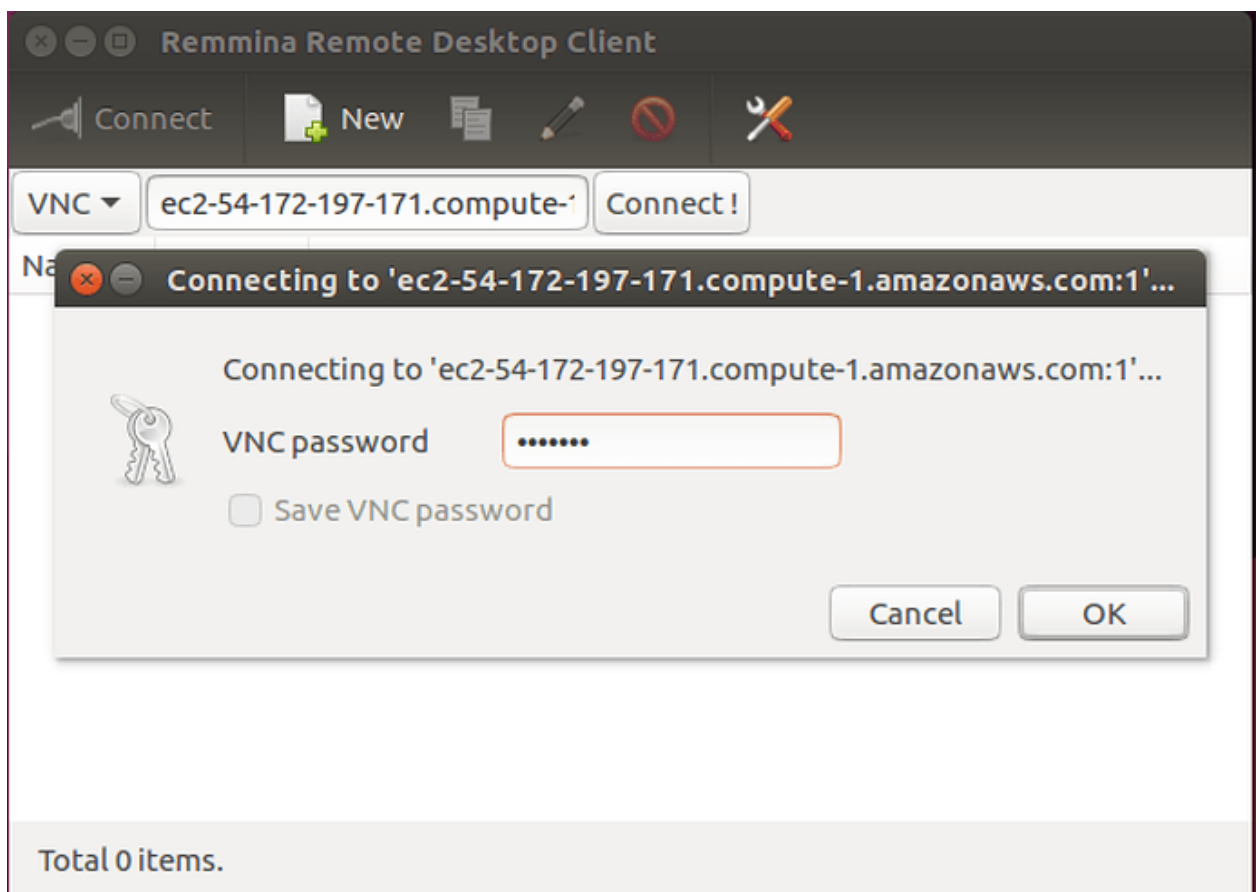 Remmina Remote Desktop Client
Connect New
VNC ec2-54-172-197-171.compute-1 Connect !
Na
Connecting to 'ec2-54-172-197-171.compute-1.amazonaws.com:1'...
Connecting to 'ec2-54-172-197-171.compute-1.amazonaws.com:1'...
VNC password •••••••
Save VNC password
Cancel OK
Total 0 items.